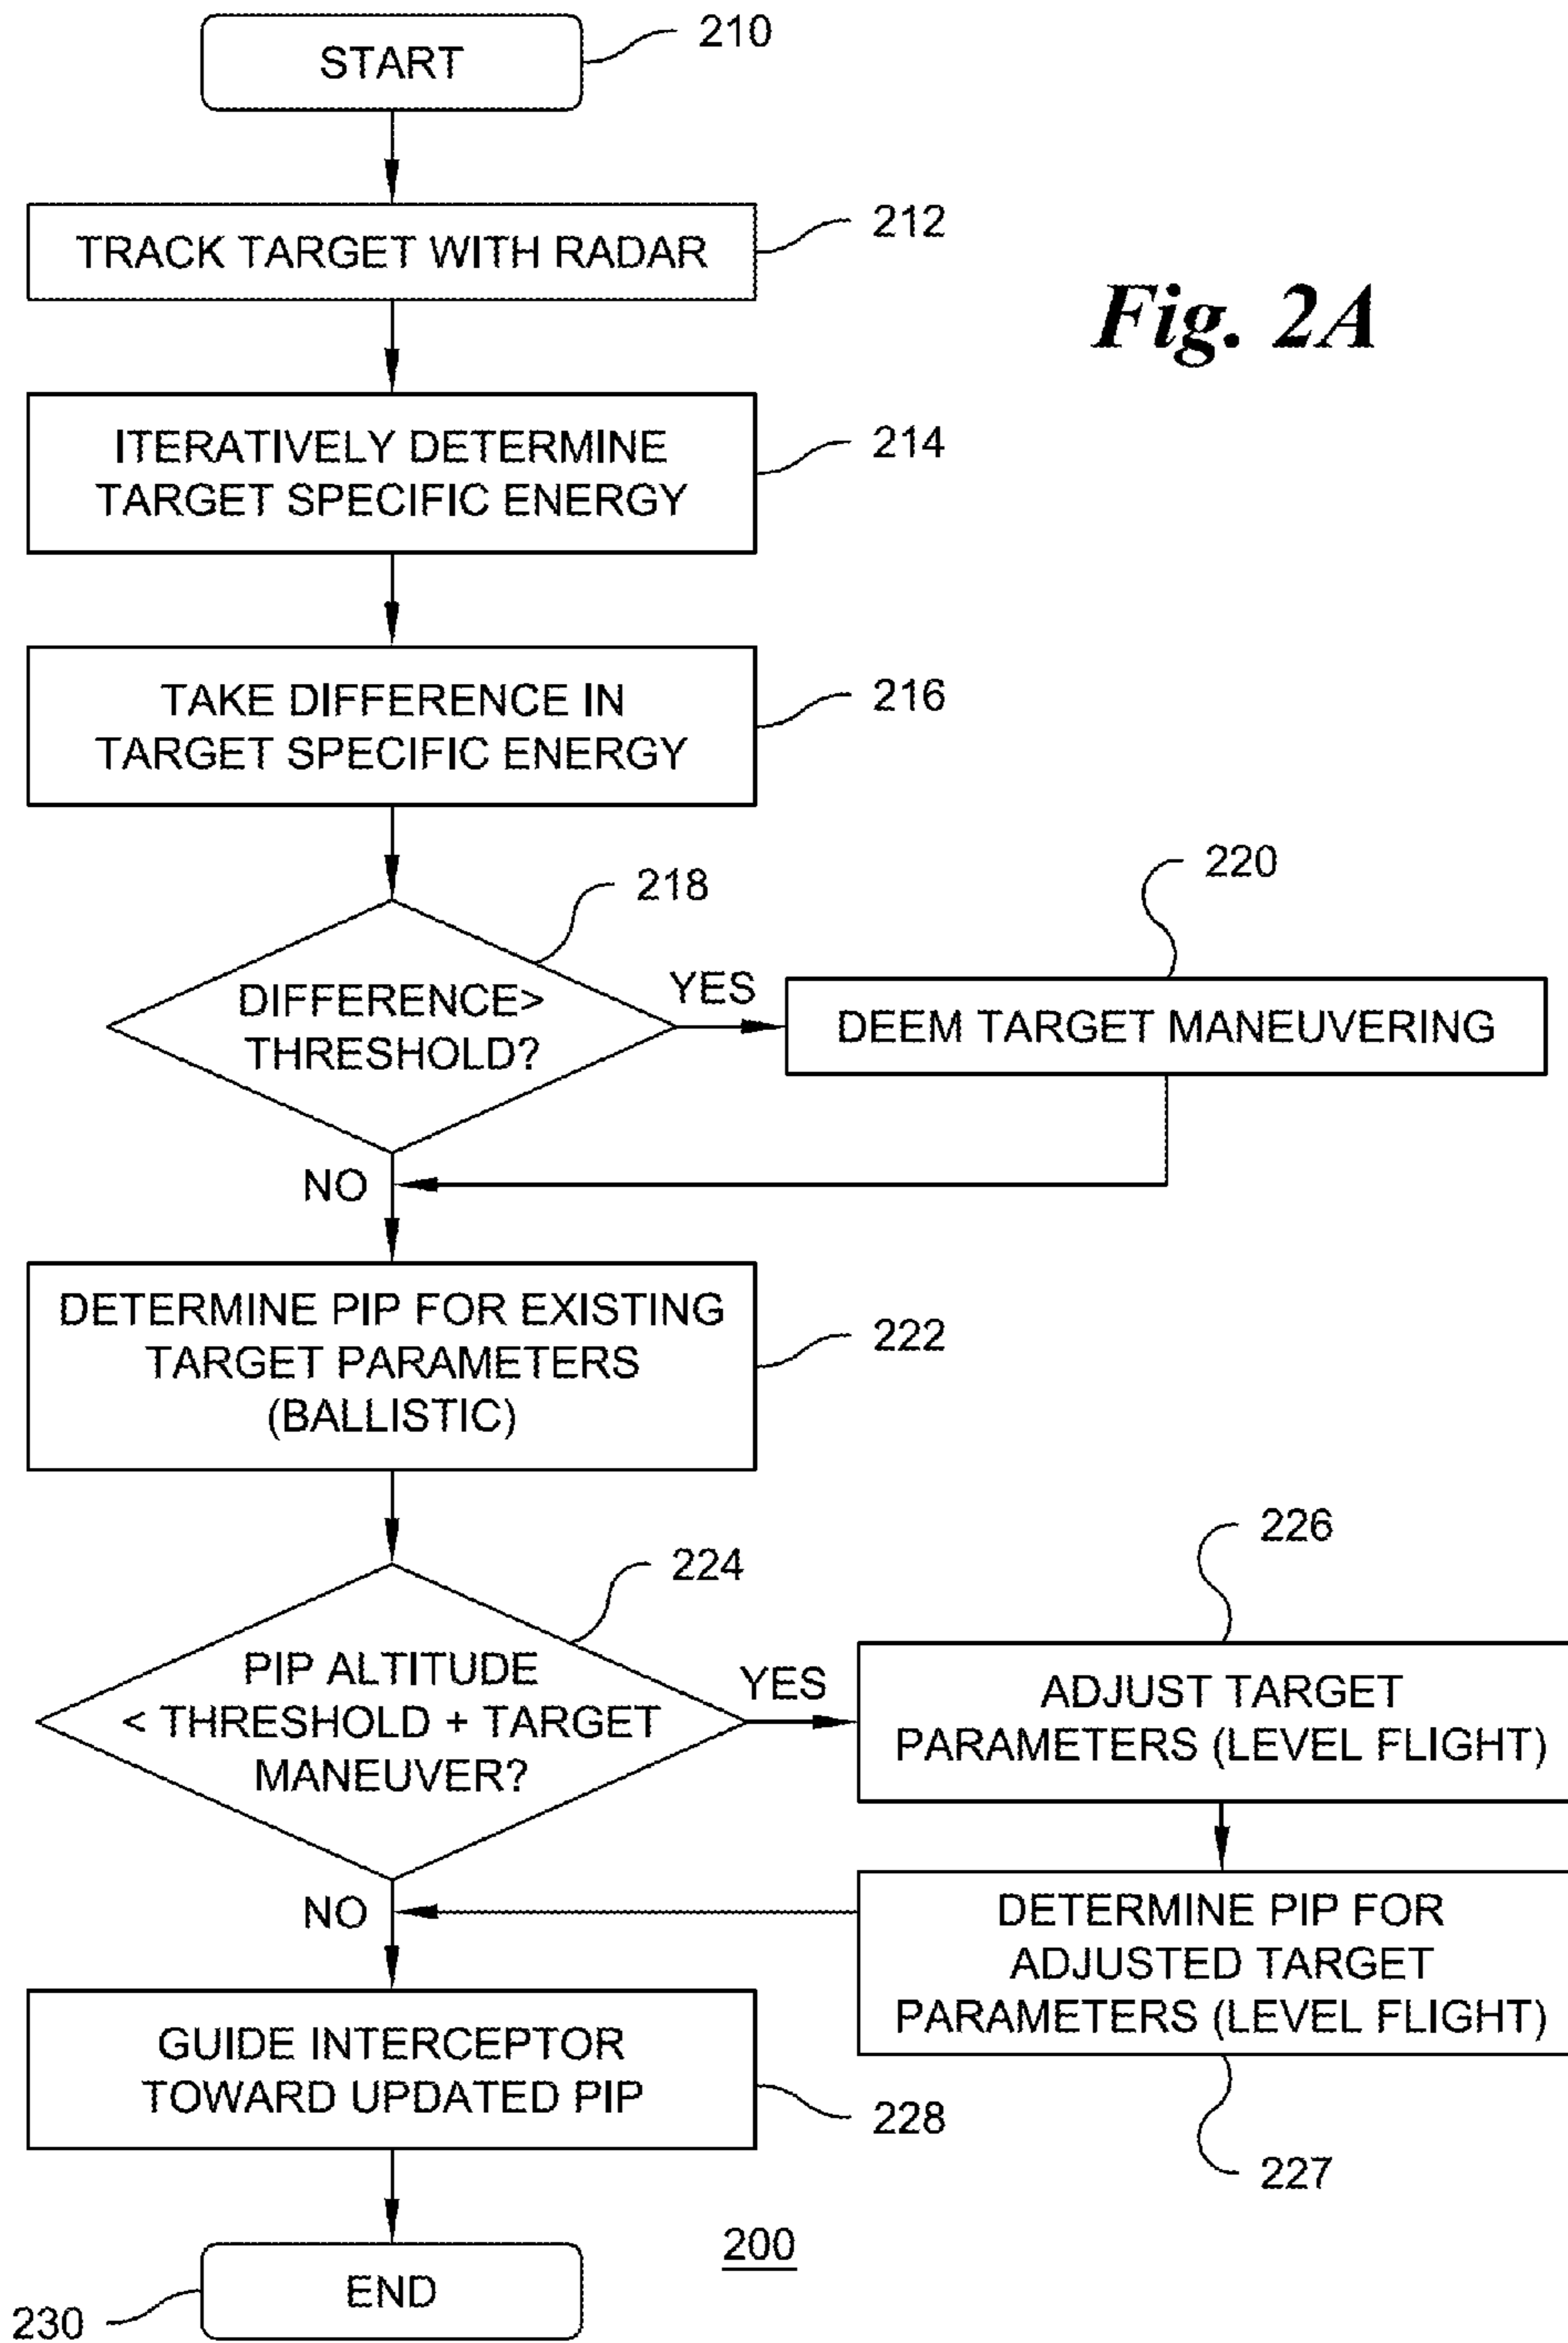 START
210
TRACK TARGET WITH RADAR
212
Fig. 2A
ITERATIVELY DETERMINE
TARGET SPECIFIC ENERGY
214
TAKE DIFFERENCE IN
TARGET SPECIFIC ENERGY
216
218
DIFFERENCE>
THRESHOLD?
YES
220
DEEM TARGET MANEUVERING
NO
DETERMINE PIP FOR EXISTING
TARGET PARAMETERS
(BALLISTIC)
222
224
PIP ALTITUDE
< THRESHOLD + TARGET
MANEUVER?
YES
226
ADJUST TARGET
PARAMETERS (LEVEL FLIGHT)
NO
DETERMINE PIP FOR
ADJUSTED TARGET
PARAMETERS (LEVEL FLIGHT)
227
GUIDE INTERCEPTOR
TOWARD UPDATED PIP
228
200
END
230